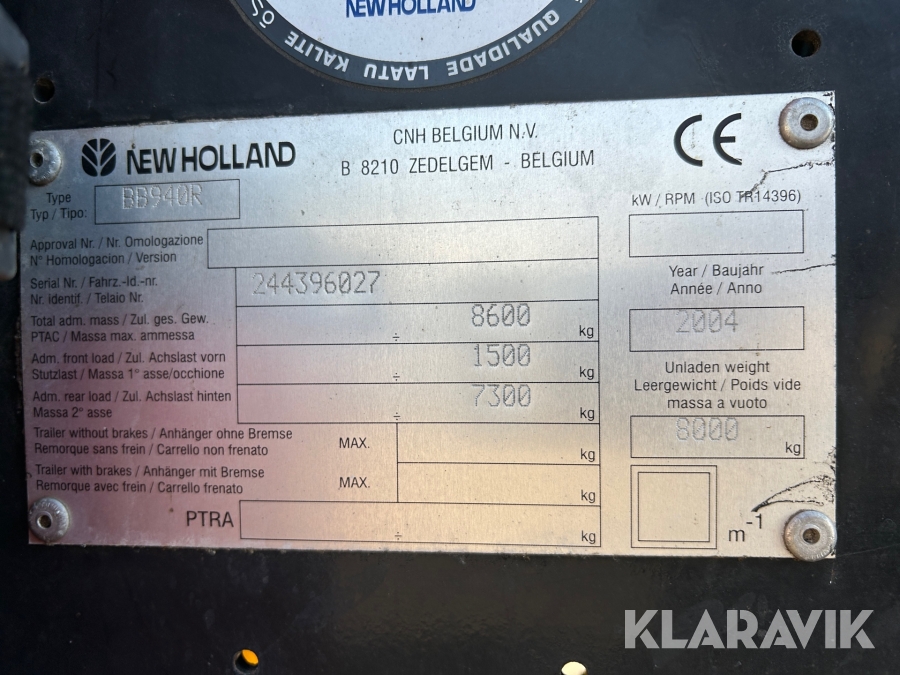 NEW HOLLAND
QUALIDADE LAATU KALITE
NEW HOLLAND
CNH BELGIUM N.V.
B 8210 ZEDELGEM - BELGIUM
CE
Type
Typ / Tipo:
BB940R
kW / RPM (ISO TR14396)
Approval Nr. / Nr. Omologazione
N° Homologacion / Version
Serial Nr. / Fahrz.-Id.-nr.
Nr. identif. / Telaio Nr.
244396027
Year / Baujahr
Année / Anno
2004
Total adm. mass / Zul. ges. Gew.
PTAC / Massa max. ammessa
÷ 8600 kg
Adm. front load / Zul. Achslast vorn
Stutzlast / Massa 1° asse/occhione
÷ 1500 kg
Adm. rear load / Zul. Achslast hinten
Massa 2° asse
÷ 7300 kg
Unladen weight
Leergewicht / Poids vide
massa a vuoto
8000 kg
Trailer without brakes / Anhänger ohne Bremse
Remorque sans frein / Carrello non frenato
MAX. kg
Trailer with brakes / Anhänger mit Bremse
Remorque avec frein / Carrello frenato
MAX. kg
PTRA ÷ kg
m-1
KLARAVIK